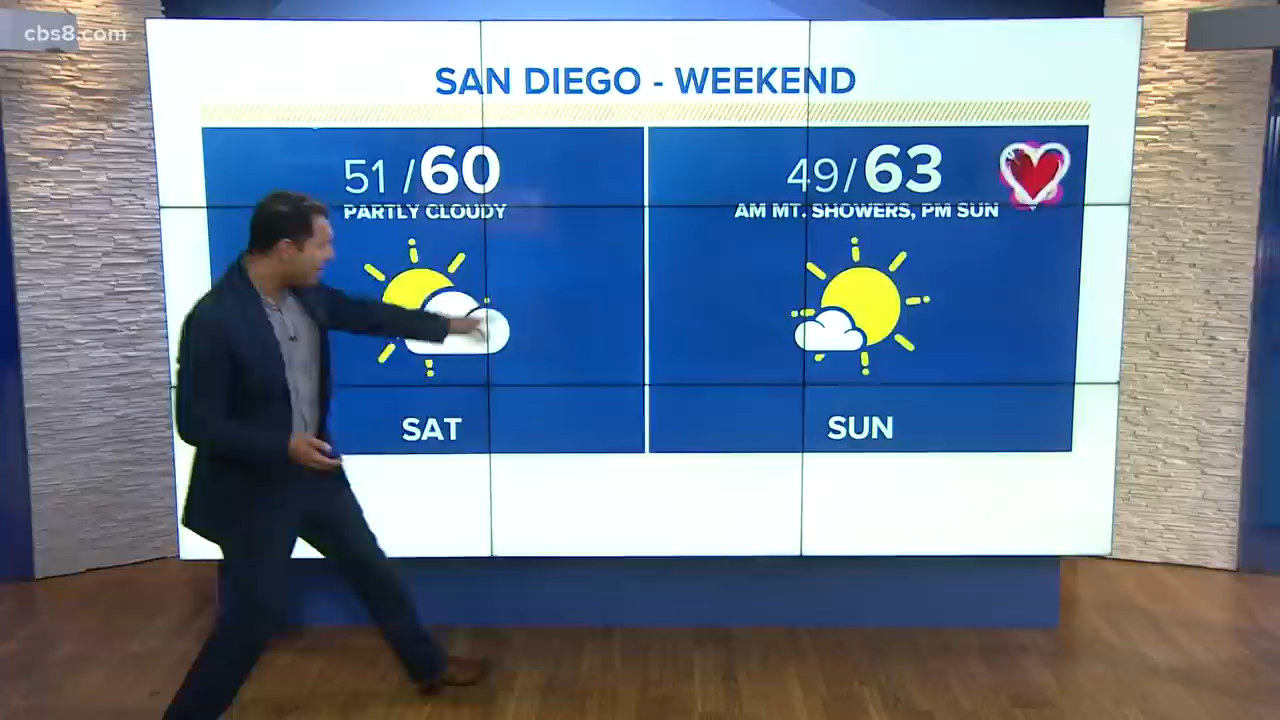 cbs8.com
SAN DIEGO - WEEKEND
51 / 60
PARTLY CLOUDY
SAT
49/63
AM MT. SHOWERS, PM SUN
SUN